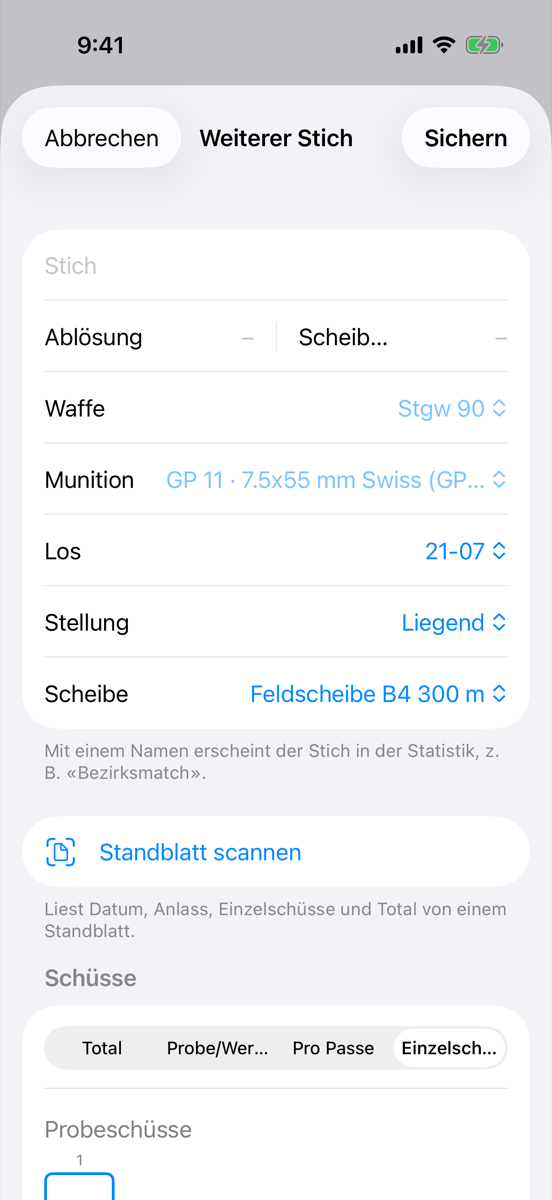 9:41
Abbrechen Weiterer Stich Sichern
Stich
Ablösung – Scheib... –
Waffe Stgw 90
Munition GP 11 · 7.5x55 mm Swiss (GP...
Los 21-07
Stellung Liegend
Scheibe Feldscheibe B4 300 m
Mit einem Namen erscheint der Stich in der Statistik, z.
B. «Bezirksmatch».
Standblatt scannen
Liest Datum, Anlass, Einzelschüsse und Total von einem
Standblatt.
Schüsse
Total Probe/Wer... Pro Passe Einzelsch...
Probeschüsse
1